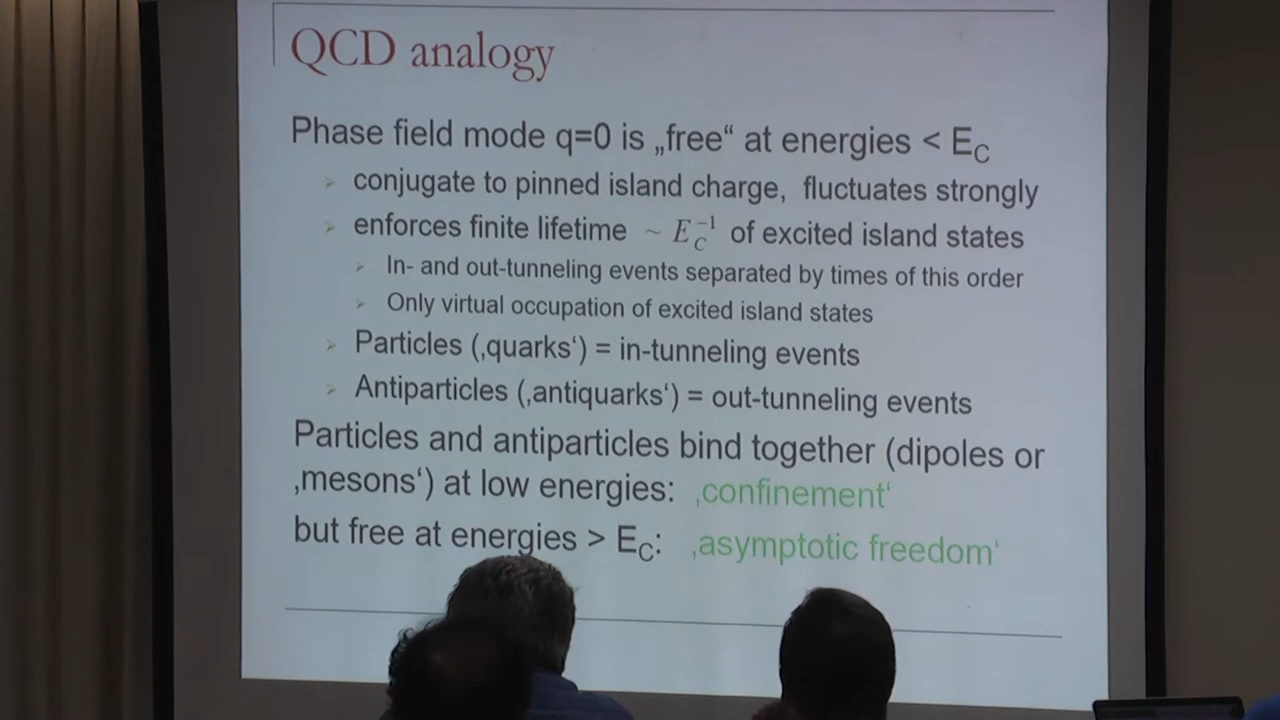 QCD analogy
Phase field mode q=0 is „free“ at energies < E_C
➢ conjugate to pinned island charge, fluctuates strongly
➢ enforces finite lifetime ~ E_C^{-1} of excited island states
➢ In- and out-tunneling events separated by times of this order
➢ Only virtual occupation of excited island states
➢ Particles (‚quarks‘) = in-tunneling events
➢ Antiparticles (‚antiquarks‘) = out-tunneling events
Particles and antiparticles bind together (dipoles or
‚mesons‘) at low energies: ‚confinement‘
but free at energies > E_C: ‚asymptotic freedom‘